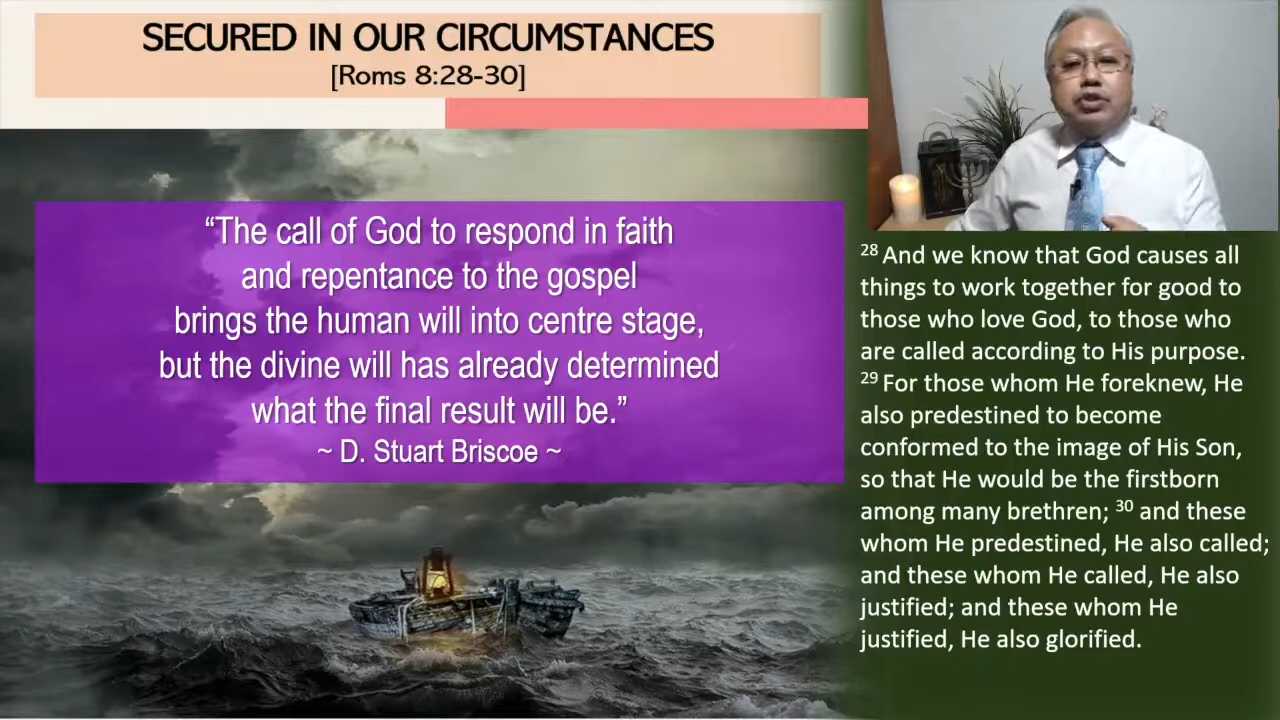 SECURED IN OUR CIRCUMSTANCES
[Roms 8:28-30]
“The call of God to respond in faith
and repentance to the gospel
brings the human will into centre stage,
but the divine will has already determined
what the final result will be.”
~ D. Stuart Briscoe ~
28 And we know that God causes all
things to work together for good to
those who love God, to those who
are called according to His purpose.
29 For those whom He foreknew, He
also predestined to become
conformed to the image of His Son,
so that He would be the firstborn
among many brethren; 30 and these
whom He predestined, He also called;
and these whom He called, He also
justified; and these whom He
justified, He also glorified.